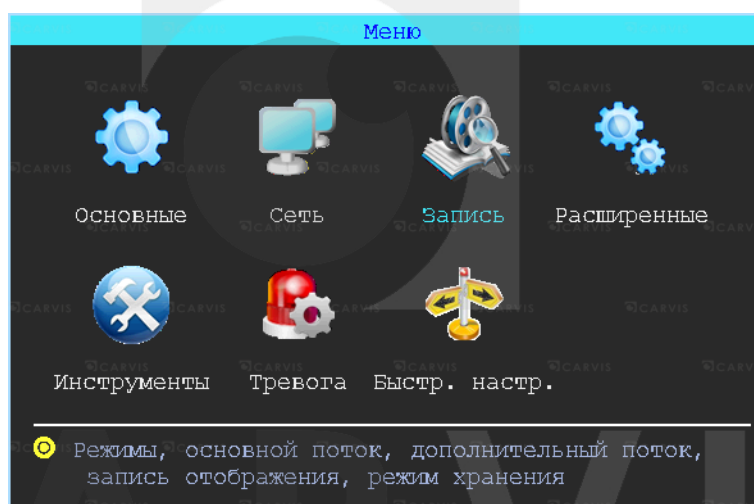 Меню
Основные
Сеть
Запись
Расширенные
Инструменты
Тревога
Быстр. настр.
Режимы, основной поток, дополнительный поток,
запись отображения, режим хранения